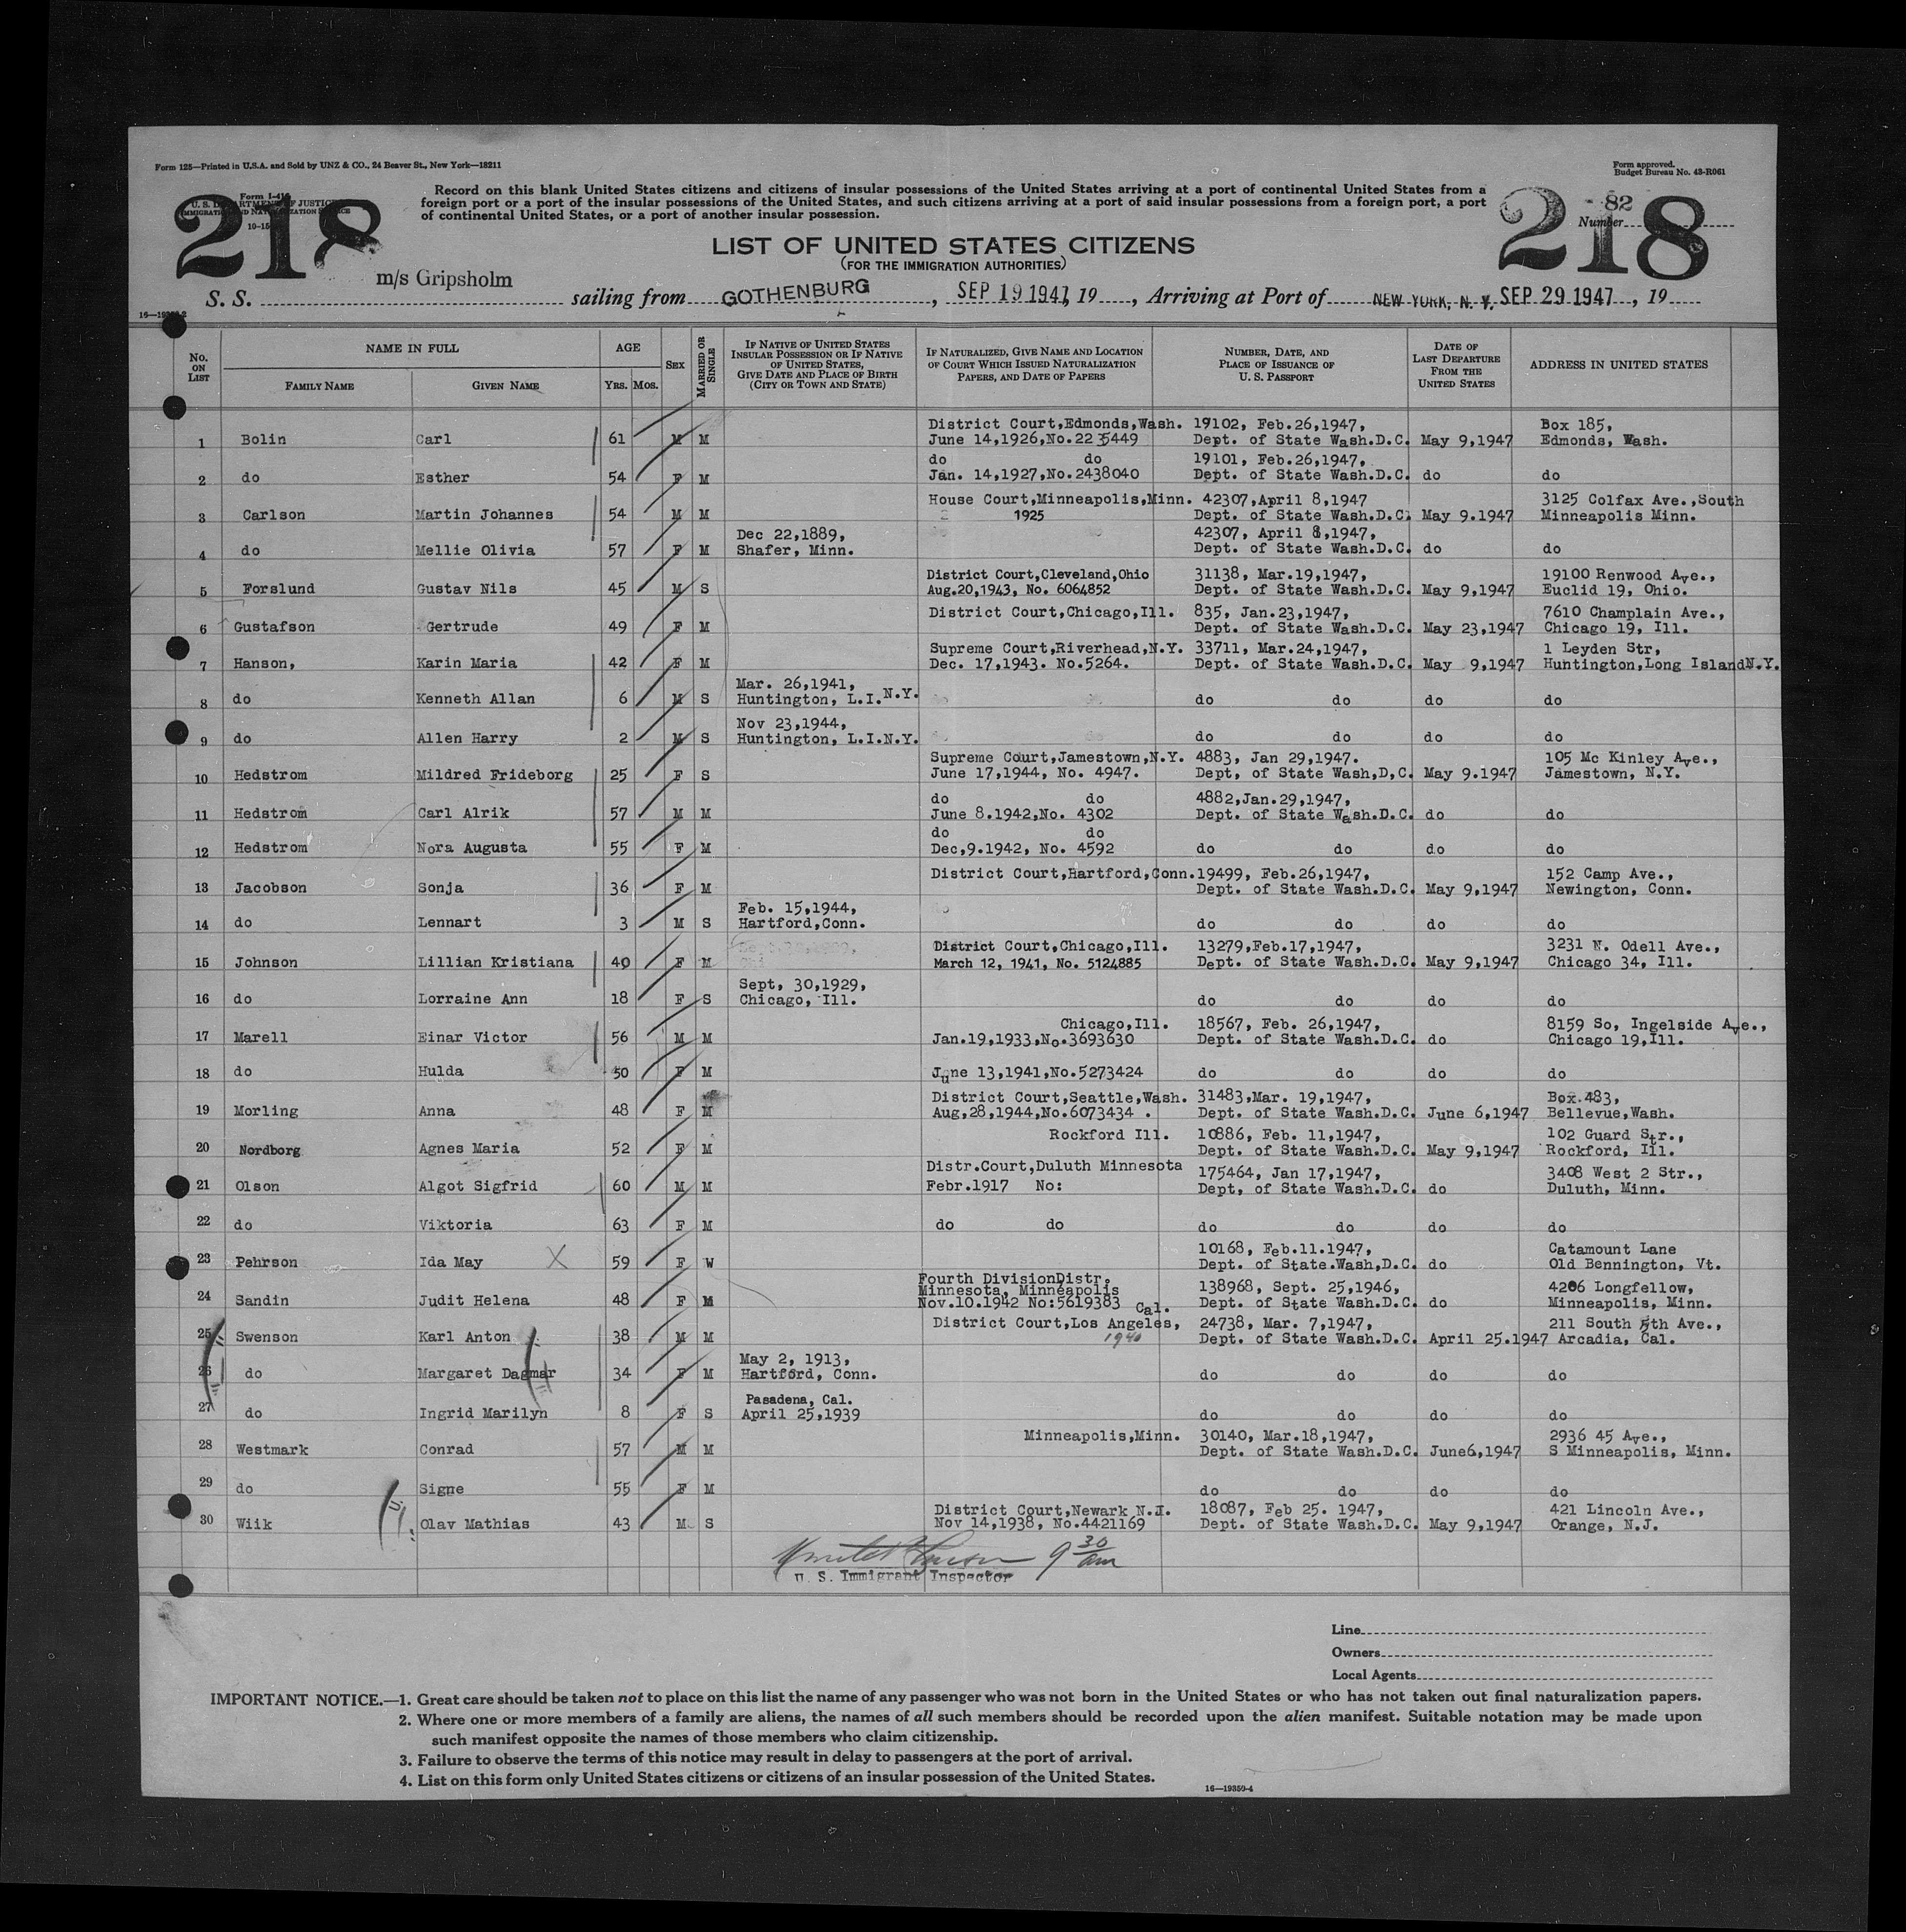 Form 125—Printed in U.S.A. and Sold by UNZ & CO., 24 Beaver St., New York—18211
Form approved.
Budget Bureau No. 43-R061
Form I-416
U. S. DEPARTMENT OF JUSTICE
IMMIGRATION AND NATURALIZATION SERVICE
218
Record on this blank United States citizens and citizens of insular possessions of the United States arriving at a port of continental United States from a
foreign port or a port of the insular possessions of the United States, and such citizens arriving at a port of said insular possessions from a foreign port, a port
of continental United States, or a port of another insular possession.
82
Number
218
LIST OF UNITED STATES CITIZENS
(FOR THE IMMIGRATION AUTHORITIES)
S. S. m/s Gripsholm sailing from GOTHENBURG, SEP 19 1947, 19, Arriving at Port of NEW YORK, N. Y. SEP 29 1947, 19
No. ON LIST
NAME IN FULL
FAMILY NAME
GIVEN NAME
AGE
YRS. MOS.
SEX
MARRIED OR SINGLE
IF NATIVE OF UNITED STATES INSULAR POSSESSION OR IF NATIVE OF UNITED STATES, GIVE DATE AND PLACE OF BIRTH (CITY OR TOWN AND STATE)
IF NATURALIZED, GIVE NAME AND LOCATION OF COURT WHICH ISSUED NATURALIZATION PAPERS, AND DATE OF PAPERS
NUMBER, DATE, AND PLACE OF ISSUANCE OF U. S. PASSPORT
DATE OF LAST DEPARTURE FROM THE UNITED STATES
ADDRESS IN UNITED STATES
District Court,Edmonds,Wash. 19102, Feb.26,1947, Box 185,
1 Bolin Carl 61 M M June 14,1926,No.22 5449 Dept. of State Wash.D.C. May 9,1947 Edmonds, Wash.
do do 19101, Feb.26,1947,
2 do Esther 54 F M Jan. 14,1927,No.2438040 Dept. of State Wash.D.C. do do
House Court,Minneapolis,Minn. 42307,April 8,1947 3125 Colfax Ave.,South
3 Carlson Martin Johannes 54 M M 1925 Dept. of State Wash.D.C. May 9.1947 Minneapolis Minn.
Dec 22,1889, 42307, April 8,1947,
4 do Mellie Olivia 57 F M Shafer, Minn. Dept. of State Wash.D.C. do do
District Court,Cleveland,Ohio 31138, Mar.19,1947, 19100 Renwood Ave.,
5 Forslund Gustav Nils 45 M S Aug.20,1943, No. 6064852 Dept. of State Wash.D.C. May 9,1947 Euclid 19, Ohio.
District Court,Chicago,Ill. 835, Jan.23,1947, 7610 Champlain Ave.,
6 Gustafson Gertrude 49 F M Dept. of State Wash.D.C. May 23,1947 Chicago 19, Ill.
Supreme Court,Riverhead,N.Y. 33711, Mar.24,1947, 1 Leyden Str,
7 Hanson, Karin Maria 42 F M Dec. 17,1943. No.5264. Dept. of State Wash.D.C. May 9,1947 Huntington,Long IslandN.Y.
Mar. 26,1941,
8 do Kenneth Allan 6 M S Huntington, L.I.N.Y. do do do do
Nov 23,1944,
9 do Allen Harry 2 M S Huntington, L.I.N.Y. do do do do
Supreme Court,Jamestown,N.Y. 4883, Jan 29,1947. 105 Mc Kinley Ave.,
10 Hedstrom Mildred Frideborg 25 F S June 17,1944, No. 4947. Dept, of State Wash,D,C. May 9.1947 Jamestown, N.Y.
do do 4882,Jan.29,1947,
11 Hedstrom Carl Alrik 57 M M June 8.1942,No. 4302 Dept. of State Wash.D.C. do do
do do
12 Hedstrom Nora Augusta 55 F M Dec,9.1942, No. 4592 do do do do
District Court,Hartford,Conn.19499, Feb.26,1947, 152 Camp Ave.,
13 Jacobson Sonja 36 F M Dept. of State Wash.D.C. May 9,1947 Newington, Conn.
Feb. 15,1944,
14 do Lennart 3 M S Hartford,Conn. do do do do
District Court,Chicago,Ill. 13279,Feb.17,1947, 3231 N. Odell Ave.,
15 Johnson Lillian Kristiana 40 F M March 12, 1941, No. 5124885 Dept. of State Wash.D.C. May 9,1947 Chicago 34, Ill.
Sept, 30,1929,
16 do Lorraine Ann 18 F S Chicago, Ill. do do do do
Chicago,Ill. 18567, Feb. 26,1947, 8159 So, Ingelside Ave.,
17 Marell Einar Victor 56 M M Jan.19,1933,No.3693630 Dept. of State Wash.D.C. do Chicago 19,Ill.
18 do Hulda 50 F M June 13,1941,No.5273424 do do do do
District Court,Seattle,Wash. 31483,Mar. 19,1947, Box.483,
19 Morling Anna 48 F M Aug,28,1944,No.6073434 . Dept. of State Wash.D.C. June 6,1947 Bellevue,Wash.
Rockford Ill. 10886, Feb. 11,1947, 102 Guard Str.,
20 Nordborg Agnes Maria 52 F M Dept. of State Wash.D.C. May 9,1947 Rockford, Ill.
Distr.Court,Duluth Minnesota 175464, Jan 17,1947, 3408 West 2 Str.,
21 Olson Algot Sigfrid 60 M M Febr.1917 No: Dept, of State Wash.D.C. do Duluth, Minn.
22 do Viktoria 63 F M do do do do do do
10168, Feb.11.1947, Catamount Lane
23 Pehrson Ida May X 59 F W Dept. of State.Wash,D.C. do Old Bennington, Vt.
Fourth DivisionDistr.
Minnesota, Minneapolis 138968, Sept. 25,1946, 4206 Longfellow,
24 Sandin Judit Helena 48 F M Nov.10.1942 No:5619383 Dept. of State Wash.D.C. do Minneapolis, Minn.
Cal.
District Court,Los Angeles, 24738, Mar. 7,1947, 211 South 5th Ave.,
25 Swenson Karl Anton 38 M M 1940 Dept. of State Wash.D.C. April 25.1947 Arcadia, Cal.
May 2, 1913,
26 do Margaret Dagmar 34 F M Hartford, Conn. do do do do
Pasadena, Cal.
27 do Ingrid Marilyn 8 F S April 25,1939 do do do do
Minneapolis,Minn. 30140, Mar.18,1947, 2936 45 Ave.,
28 Westmark Conrad 57 M M Dept. of State Wash.D.C. June6,1947 S Minneapolis, Minn.
29 do Signe 55 F M do do do do
District Court,Newark N.J. 18087, Feb 25. 1947, 421 Lincoln Ave.,
30 Wiik Olav Mathias 43 M S Nov 14,1938, No.4421169 Dept. of State Wash.D.C. May 9,1947 Orange, N.J.
9 30 am
U. S. Immigrant Inspector
Line
Owners
Local Agents
IMPORTANT NOTICE.—1. Great care should be taken not to place on this list the name of any passenger who was not born in the United States or who has not taken out final naturalization papers.
2. Where one or more members of a family are aliens, the names of all such members should be recorded upon the alien manifest. Suitable notation may be made upon
such manifest opposite the names of those members who claim citizenship.
3. Failure to observe the terms of this notice may result in delay to passengers at the port of arrival.
4. List on this form only United States citizens or citizens of an insular possession of the United States.
16—19350-4